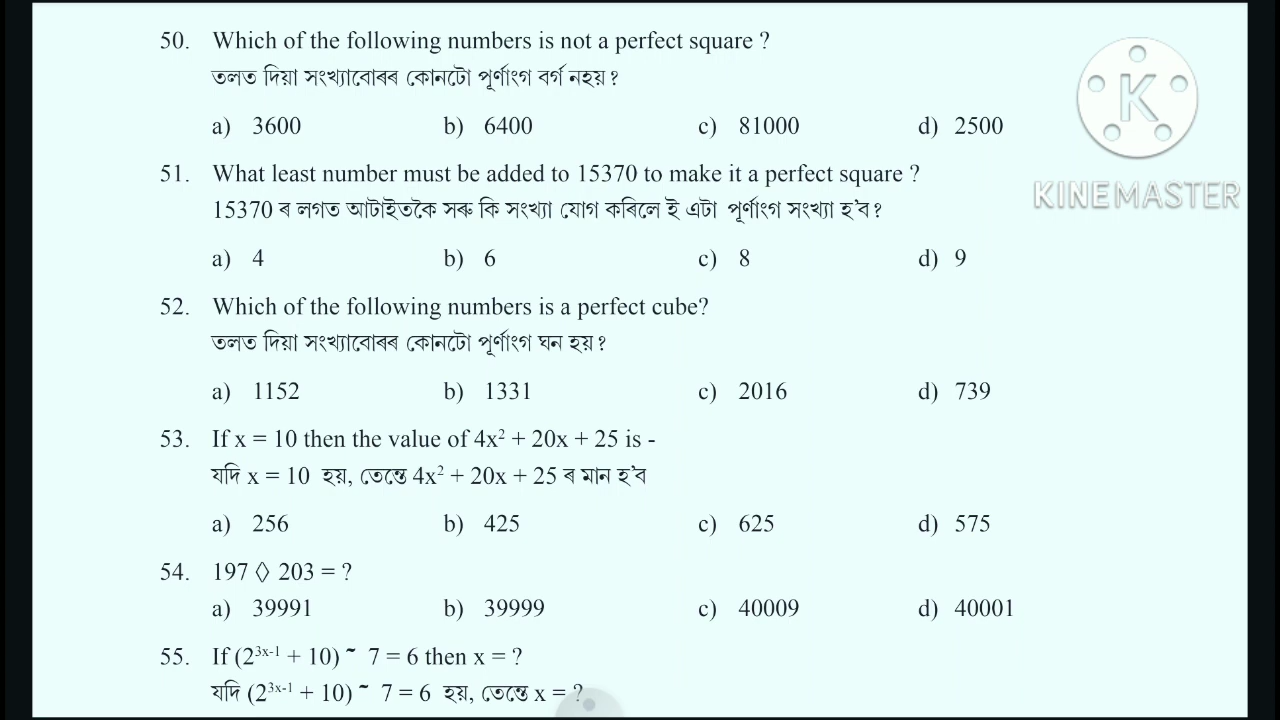 50. Which of the following numbers is not a perfect square ?
তলত দিয়া সংখ্যাবোৰৰ কোনটো পূৰ্ণাংগ বৰ্গ নহয় ?
a) 3600 b) 6400 c) 81000 d) 2500
51. What least number must be added to 15370 to make it a perfect square ?
15370 ৰ লগত আটাইতকৈ সৰু কি সংখ্যা যোগ কৰিলে ই এটা পূৰ্ণাংগ সংখ্যা হ'ব ?
a) 4 b) 6 c) 8 d) 9
52. Which of the following numbers is a perfect cube?
তলত দিয়া সংখ্যাবোৰৰ কোনটো পূৰ্ণাংগ ঘন হয় ?
a) 1152 b) 1331 c) 2016 d) 739
53. If x = 10 then the value of 4x² + 20x + 25 is -
যদি x = 10 হয়, তেন্তে 4x² + 20x + 25 ৰ মান হ'ব
a) 256 b) 425 c) 625 d) 575
54. 197 ◊ 203 = ?
a) 39991 b) 39999 c) 40009 d) 40001
55. If (2³ˣ⁻¹ + 10) ~ 7 = 6 then x = ?
যদি (2³ˣ⁻¹ + 10) ~ 7 = 6 হয়, তেন্তে x = ?
K
KINEMASTER